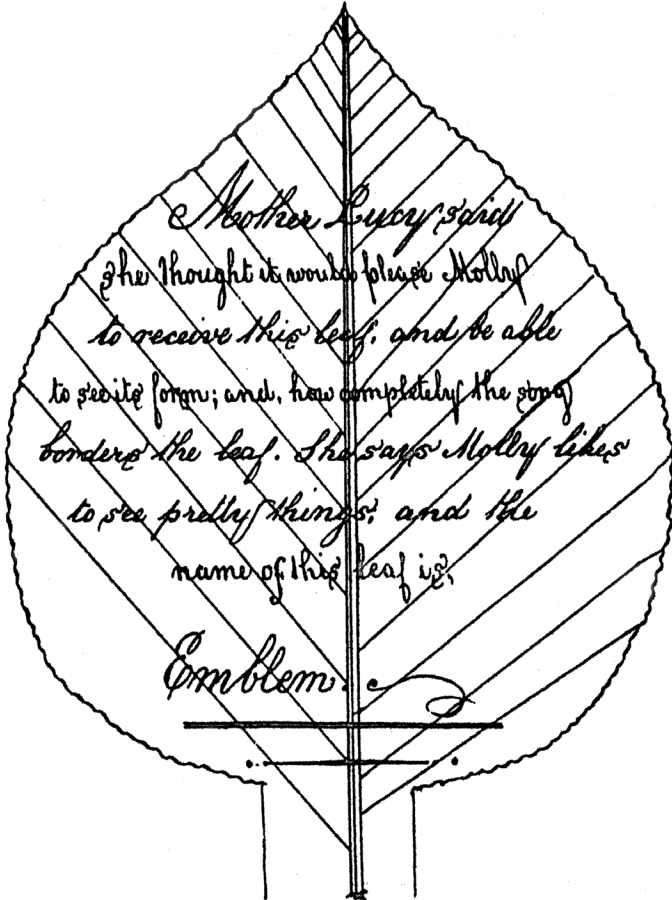 Mother Lucy said
she thought it would please Molly
to receive this leaf; and be able
to see its form; and, how completely the song
borders the leaf. She says Molly likes
to see pretty things; and the
name of this leaf is;
Emblem.